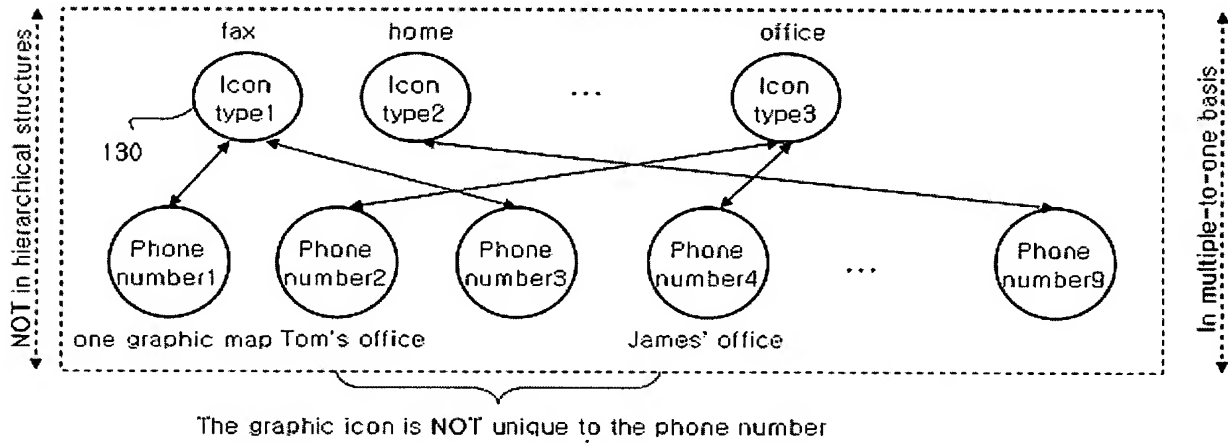 fax home office
Icon type1
Icon type2
...
Icon type3
130
Phone number1
Phone number2
Phone number3
Phone number4
...
Phone number9
one graphic map Tom's office James' office
The graphic icon is NOT unique to the phone number
NOT in hierarchical structures
In multiple-to-one basis